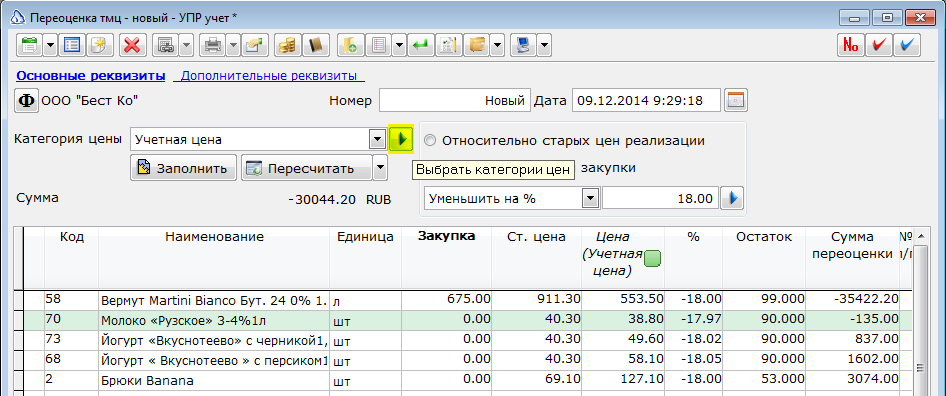 Переоценка тмц - новый - УПР учет *
№
Основные реквизиты Дополнительные реквизиты
Ф ООО "Бест Ко" Номер Новый Дата 09.12.2014 9:29:18
Категория цены Учетная цена Относительно старых цен реализации
Заполнить Пересчитать Выбрать категории цен закупки
Сумма -30044.20 RUB Уменьшить на % 18.00
Код Наименование Единица Закупка Ст. цена Цена (Учетная цена) % Остаток Сумма переоценки № п/п
58 Вермут Martini Bianco Бут. 24 0% 1. л 675.00 911.30 553.50 -18.00 99.000 -35422.20
70 Молоко «Рузское» 3-4%1л шт 0.00 40.30 38.80 -17.97 90.000 -135.00
73 Йогурт «Вкуснотеево» с черникой1, шт 0.00 40.30 49.60 -18.02 90.000 837.00
68 Йогурт « Вкуснотеево » с персиком1 шт 0.00 40.30 58.10 -18.05 90.000 1602.00
2 Брюки Banana шт 0.00 69.10 127.10 -18.00 53.000 3074.00